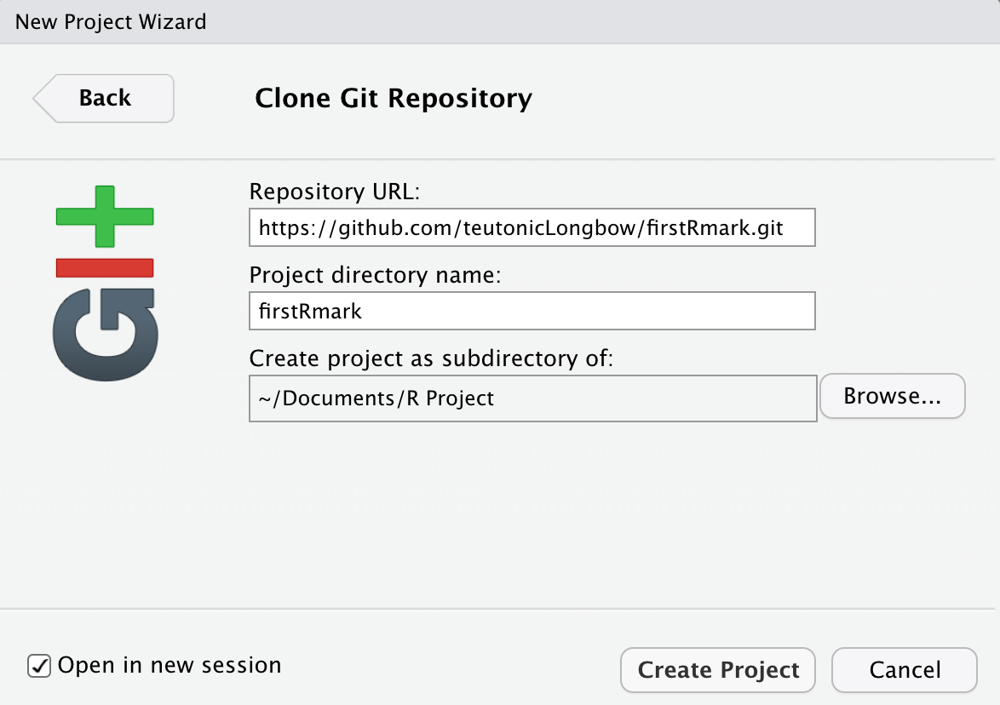 New Project Wizard
Back
Clone Git Repository
GIT
Repository URL:
https://github.com/teutonicLongbow/firstRmark.git
Project directory name:
firstRmark
Create project as subdirectory of:
~/Documents/R Project
Browse...
Open in new session
Create Project
Cancel